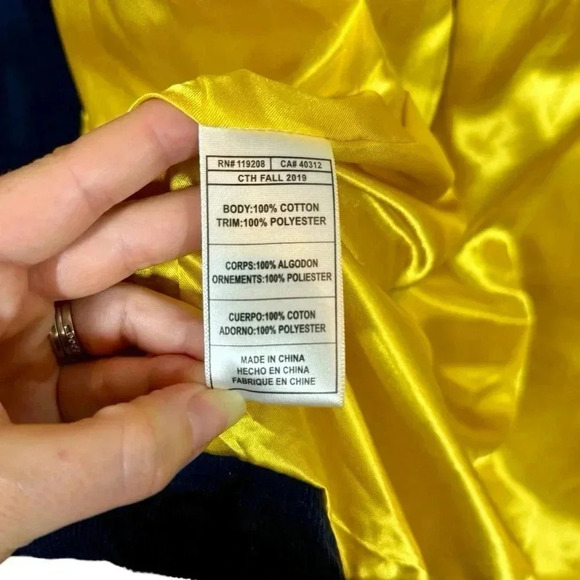 RN# 119208 CA# 40312
CTH FALL 2019
BODY:100% COTTON
TRIM:100% POLYESTER
CORPS:100% ALGODON
ORNEMENTS:100% POLIESTER
CUERPO:100% COTON
ADORNO:100% POLYESTER
MADE IN CHINA
HECHO EN CHINA
FABRIQUE EN CHINE